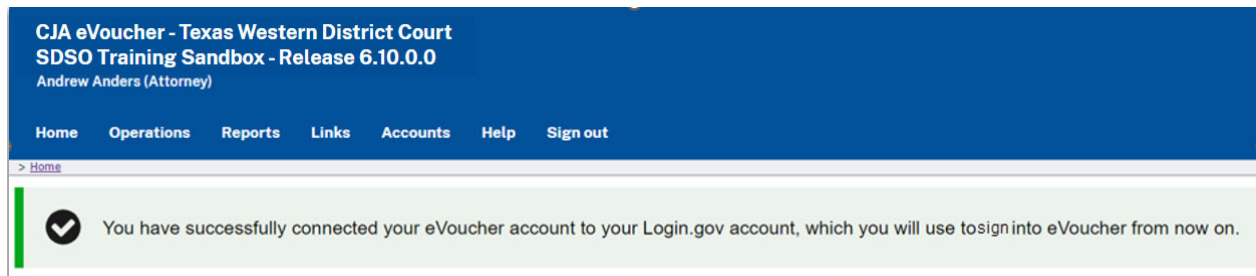 CJA eVoucher - Texas Western District Court
SDSO Training Sandbox - Release 6.10.0.0
Andrew Anders (Attorney)
Home Operations Reports Links Accounts Help Sign out
> Home
You have successfully connected your eVoucher account to your Login.gov account, which you will use tosign into eVoucher from now on.